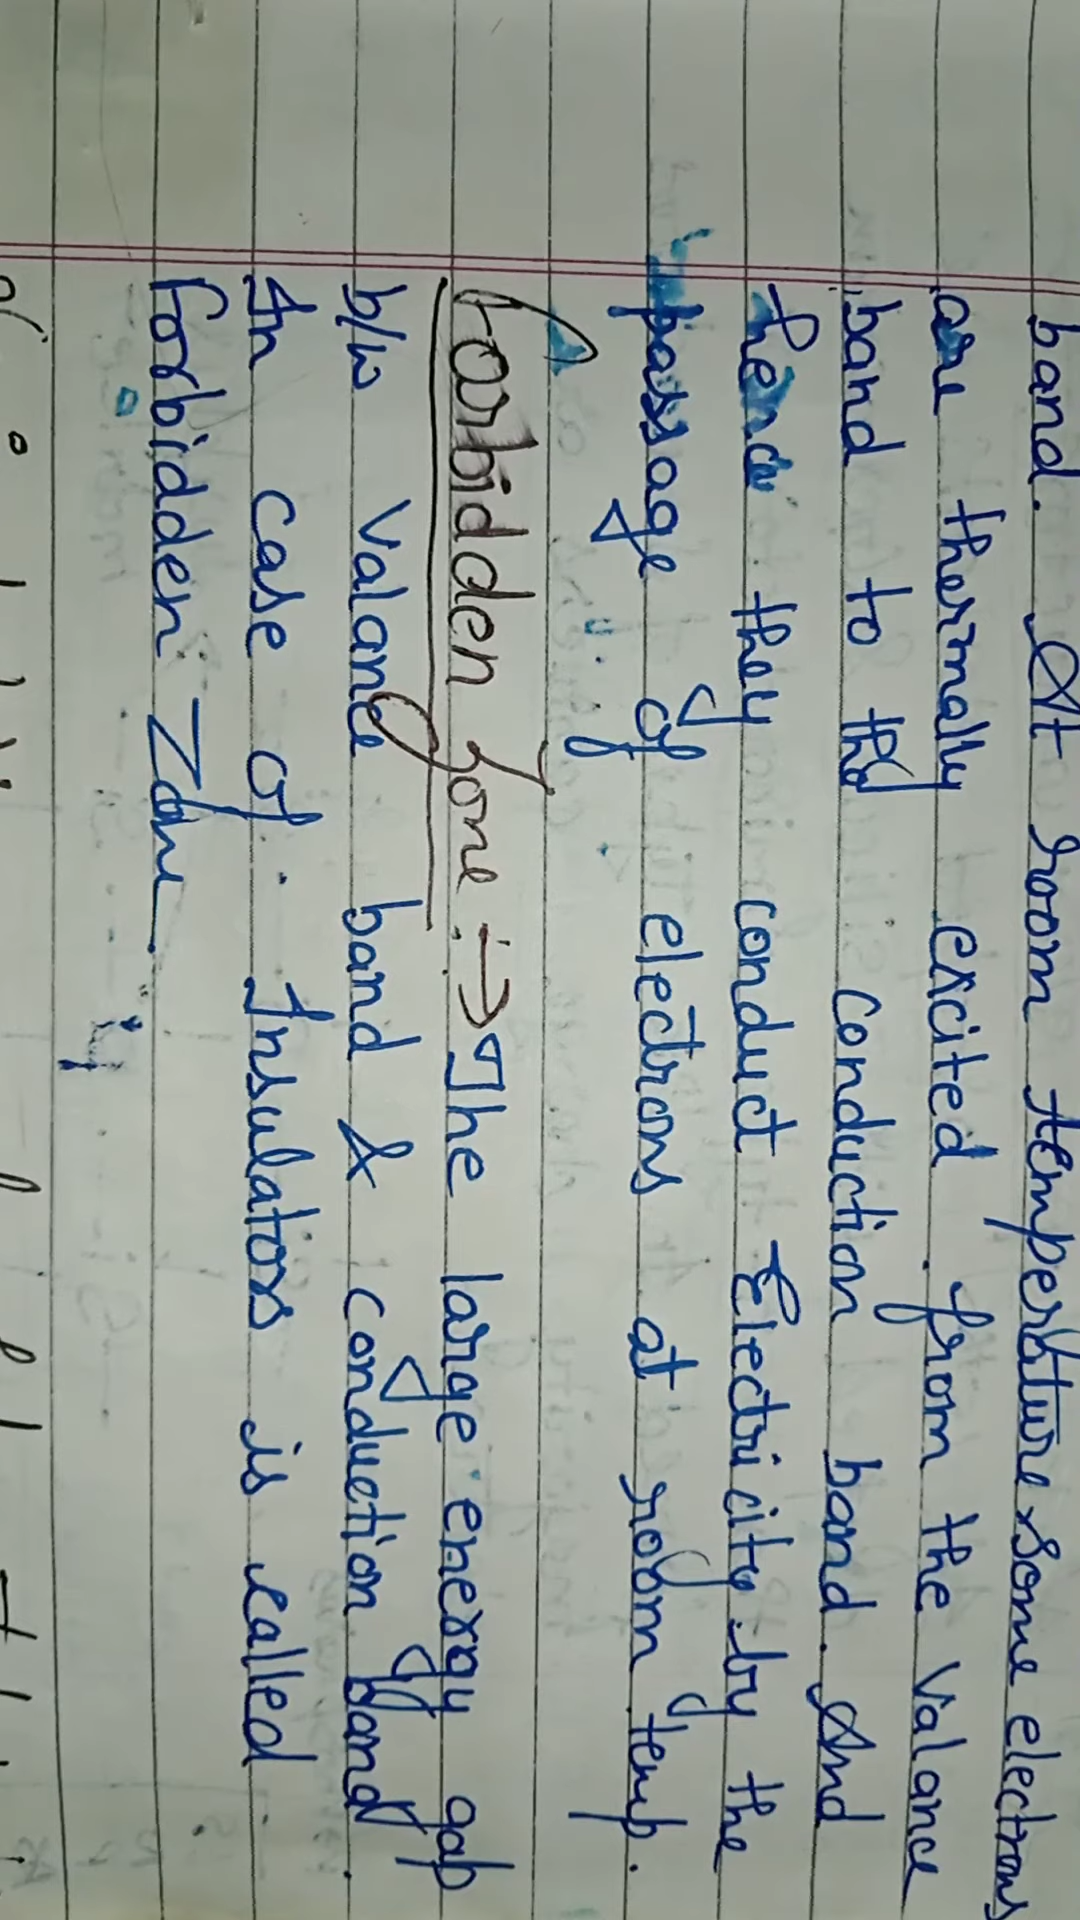 band. At room temperature some electrons
are thermally excited from the valance
band to the conduction band. And
hence they conduct Electricity by the
passage of electrons at room temp.
Forbidden Zone :→ The large energy gap
b/w valance band & conduction band
In case of Insulators is called
Forbidden Zone